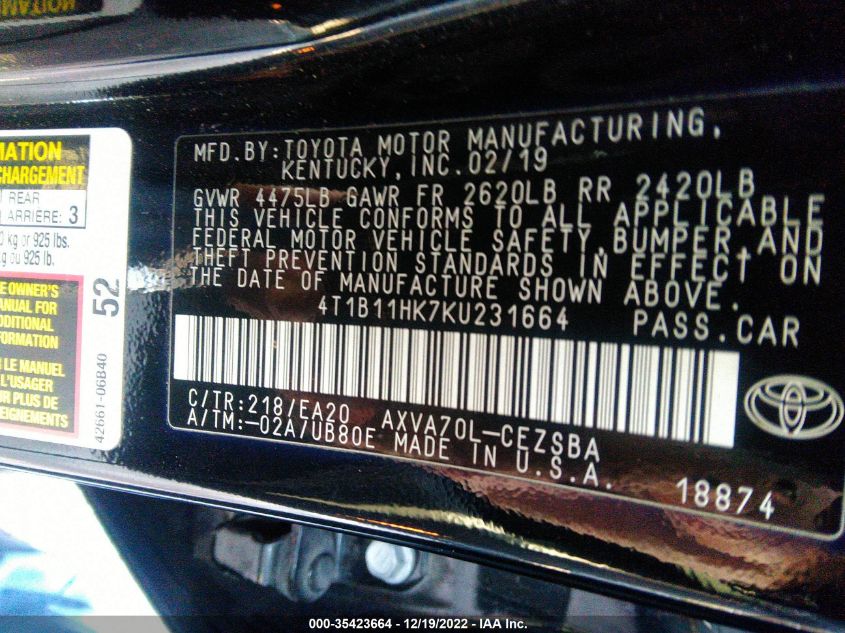 MATION
CHARGEMENT
REAR
ARRIERE: 3
kg or 925 lbs.
kg ou 925 lb.
OWNER'S
MANUAL FOR
ADDITIONAL
INFORMATION
LE MANUEL
L'USAGER
PLUS DE
52
42661-06B40
MFD.BY:TOYOTA MOTOR MANUFACTURING,
KENTUCKY,INC.02/19
GVWR 4475LB GAWR FR 2620LB RR 2420LB
THIS VEHICLE CONFORMS TO ALL APPLICABLE
FEDERAL MOTOR VEHICLE SAFETY,BUMPER,AND
THEFT PREVENTION STANDARDS IN EFFECT ON
THE DATE OF MANUFACTURE SHOWN ABOVE.
4T1B11HK7KU231664 PASS.CAR
C/TR:218/EA20 AXVA70L-CEZSBA
A/TM:-02A/UB80E MADE IN U.S.A.
18874
000-35423664 - 12/19/2022 - IAA Inc.